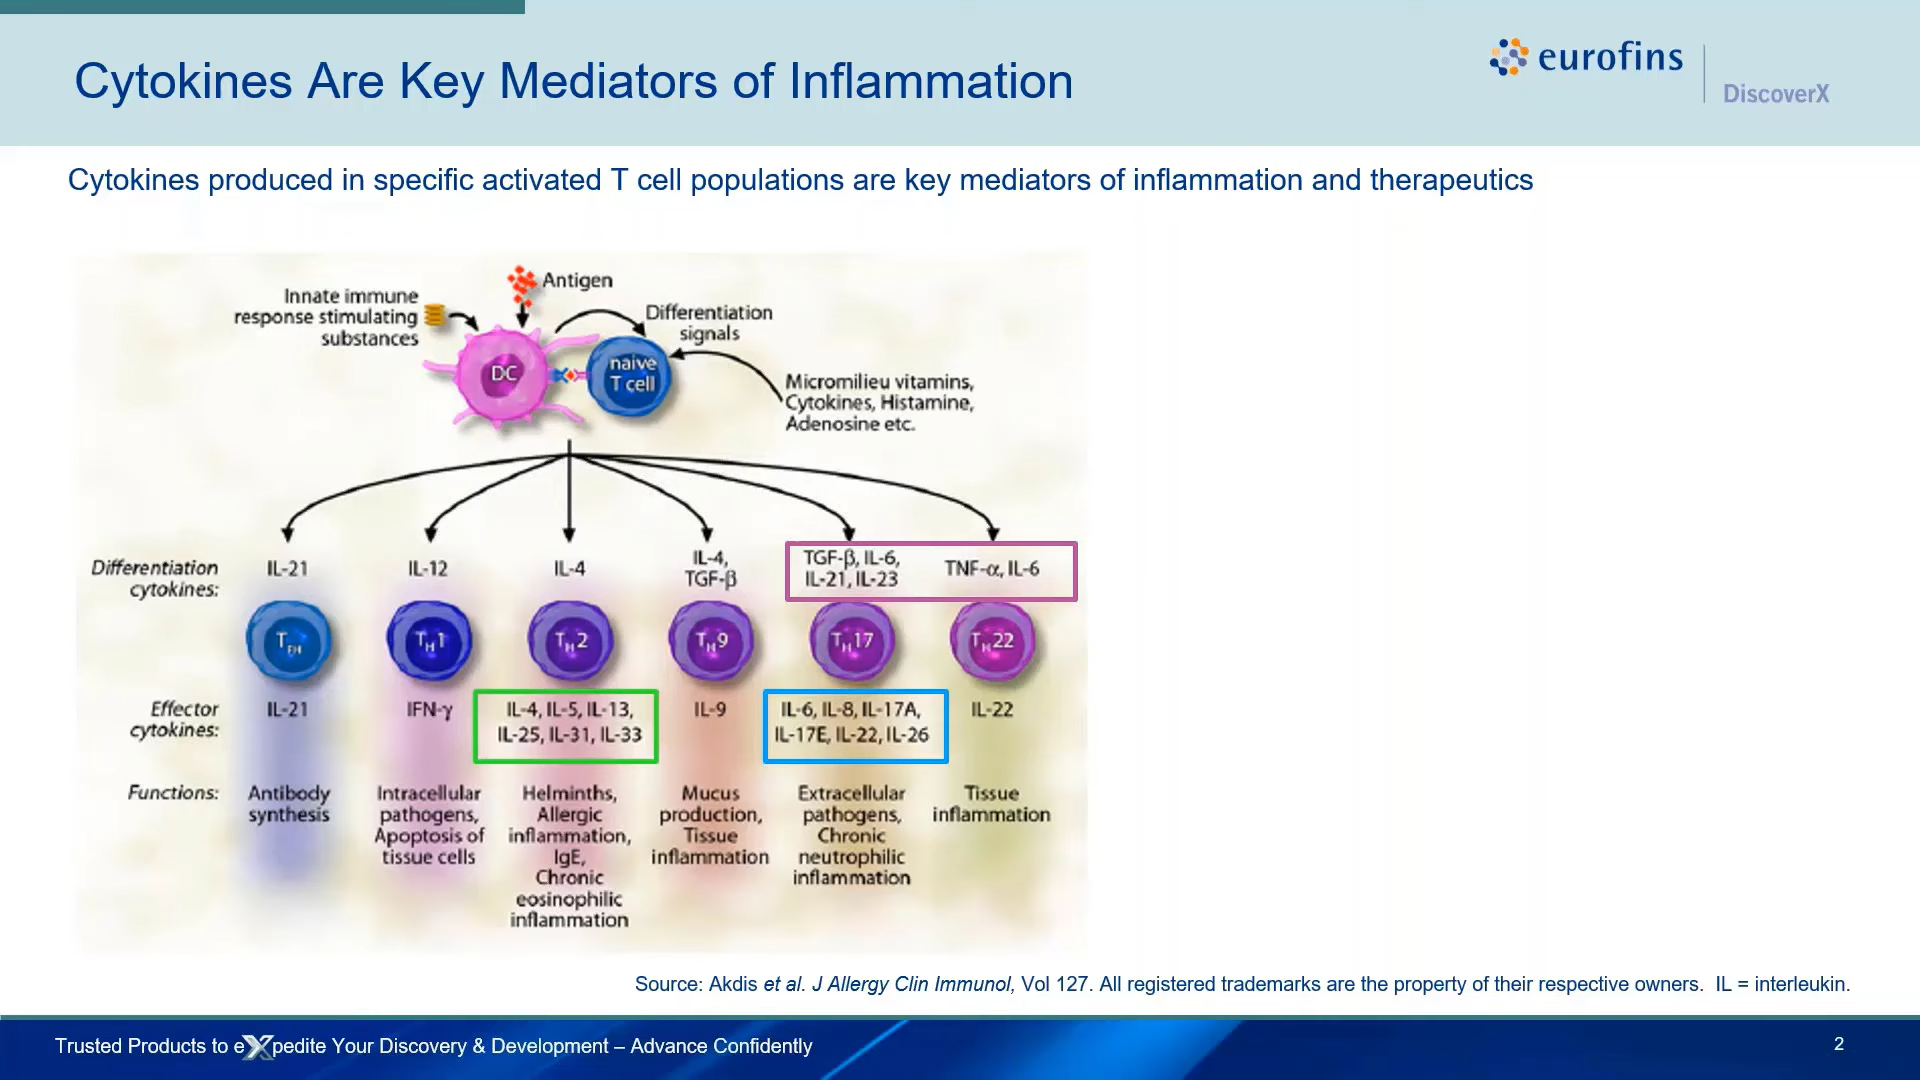 Cytokines Are Key Mediators of Inflammation
eurofins
DiscoverX
Cytokines produced in specific activated T cell populations are key mediators of inflammation and therapeutics
Antigen
Innate immune
response stimulating
substances
Differentiation
signals
DC
naive
T cell
Micromilieu vitamins,
Cytokines, Histamine,
Adenosine etc.
Differentiation
cytokines:
IL-21
IL-12
IL-4
IL-4,
TGF-β
TGF-β, IL-6,
IL-21, IL-23
TNF-α, IL-6
TFH
TH1
TH2
TH9
TH17
TH22
Effector
cytokines:
IL-21
IFN-γ
IL-4, IL-5, IL-13,
IL-25, IL-31, IL-33
IL-9
IL-6, IL-8, IL-17A,
IL-17E, IL-22, IL-26
IL-22
Functions:
Antibody
synthesis
Intracellular
pathogens,
Apoptosis of
tissue cells
Helminths,
Allergic
inflammation,
IgE,
Chronic
eosinophilic
inflammation
Mucus
production,
Tissue
inflammation
Extracellular
pathogens,
Chronic
neutrophilic
inflammation
Tissue
inflammation
Source: Akdis et al. J Allergy Clin Immunol, Vol 127. All registered trademarks are the property of their respective owners. IL = interleukin.
Trusted Products to eXpedite Your Discovery & Development – Advance Confidently
2